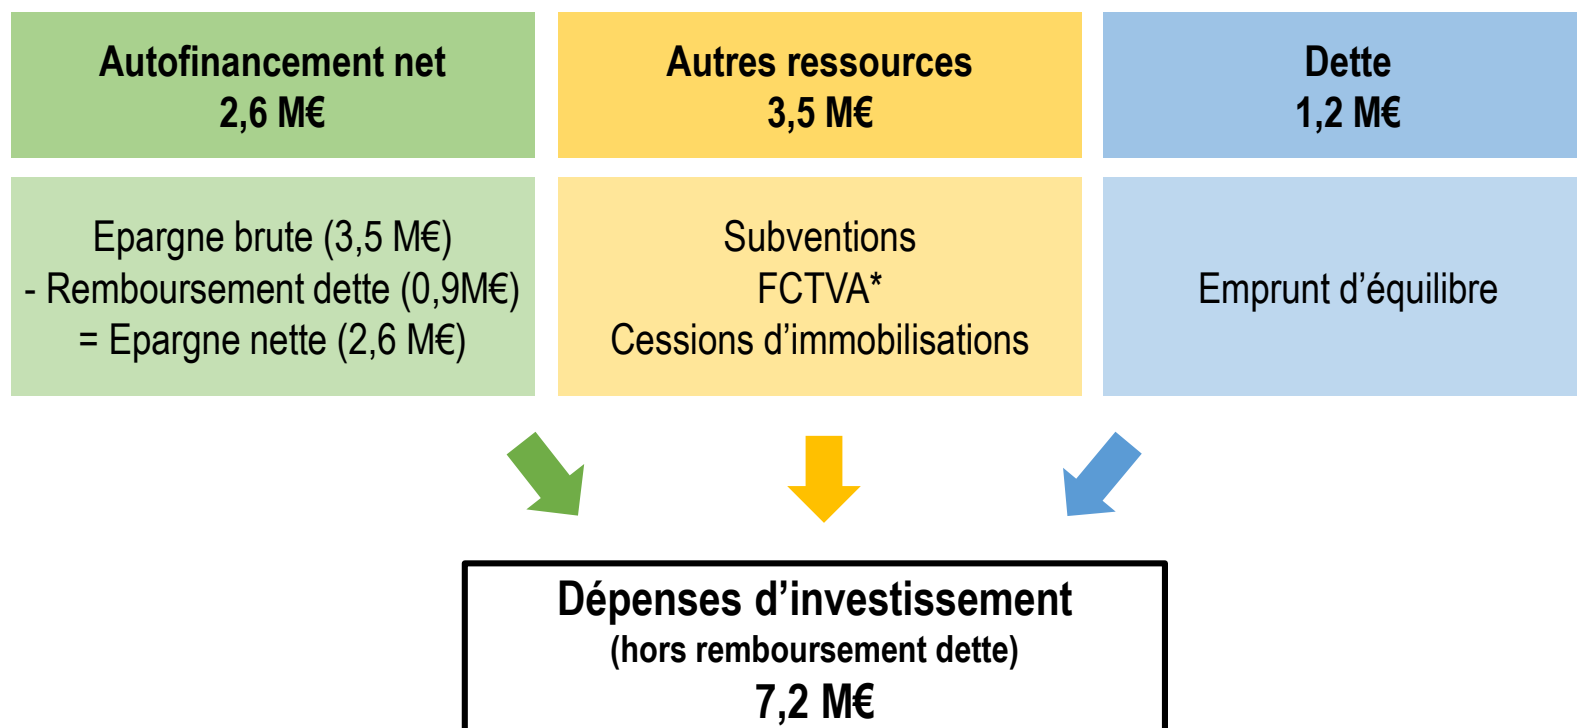 Autofinancement net
2,6 M€
Autres ressources
3,5 M€
Dette
1,2 M€
Epargne brute (3,5 M€)
- Remboursement dette (0,9M€)
= Epargne nette (2,6 M€)
Subventions
FCTVA*
Cessions d’immobilisations
Emprunt d’équilibre
Dépenses d’investissement
(hors remboursement dette)
7,2 M€